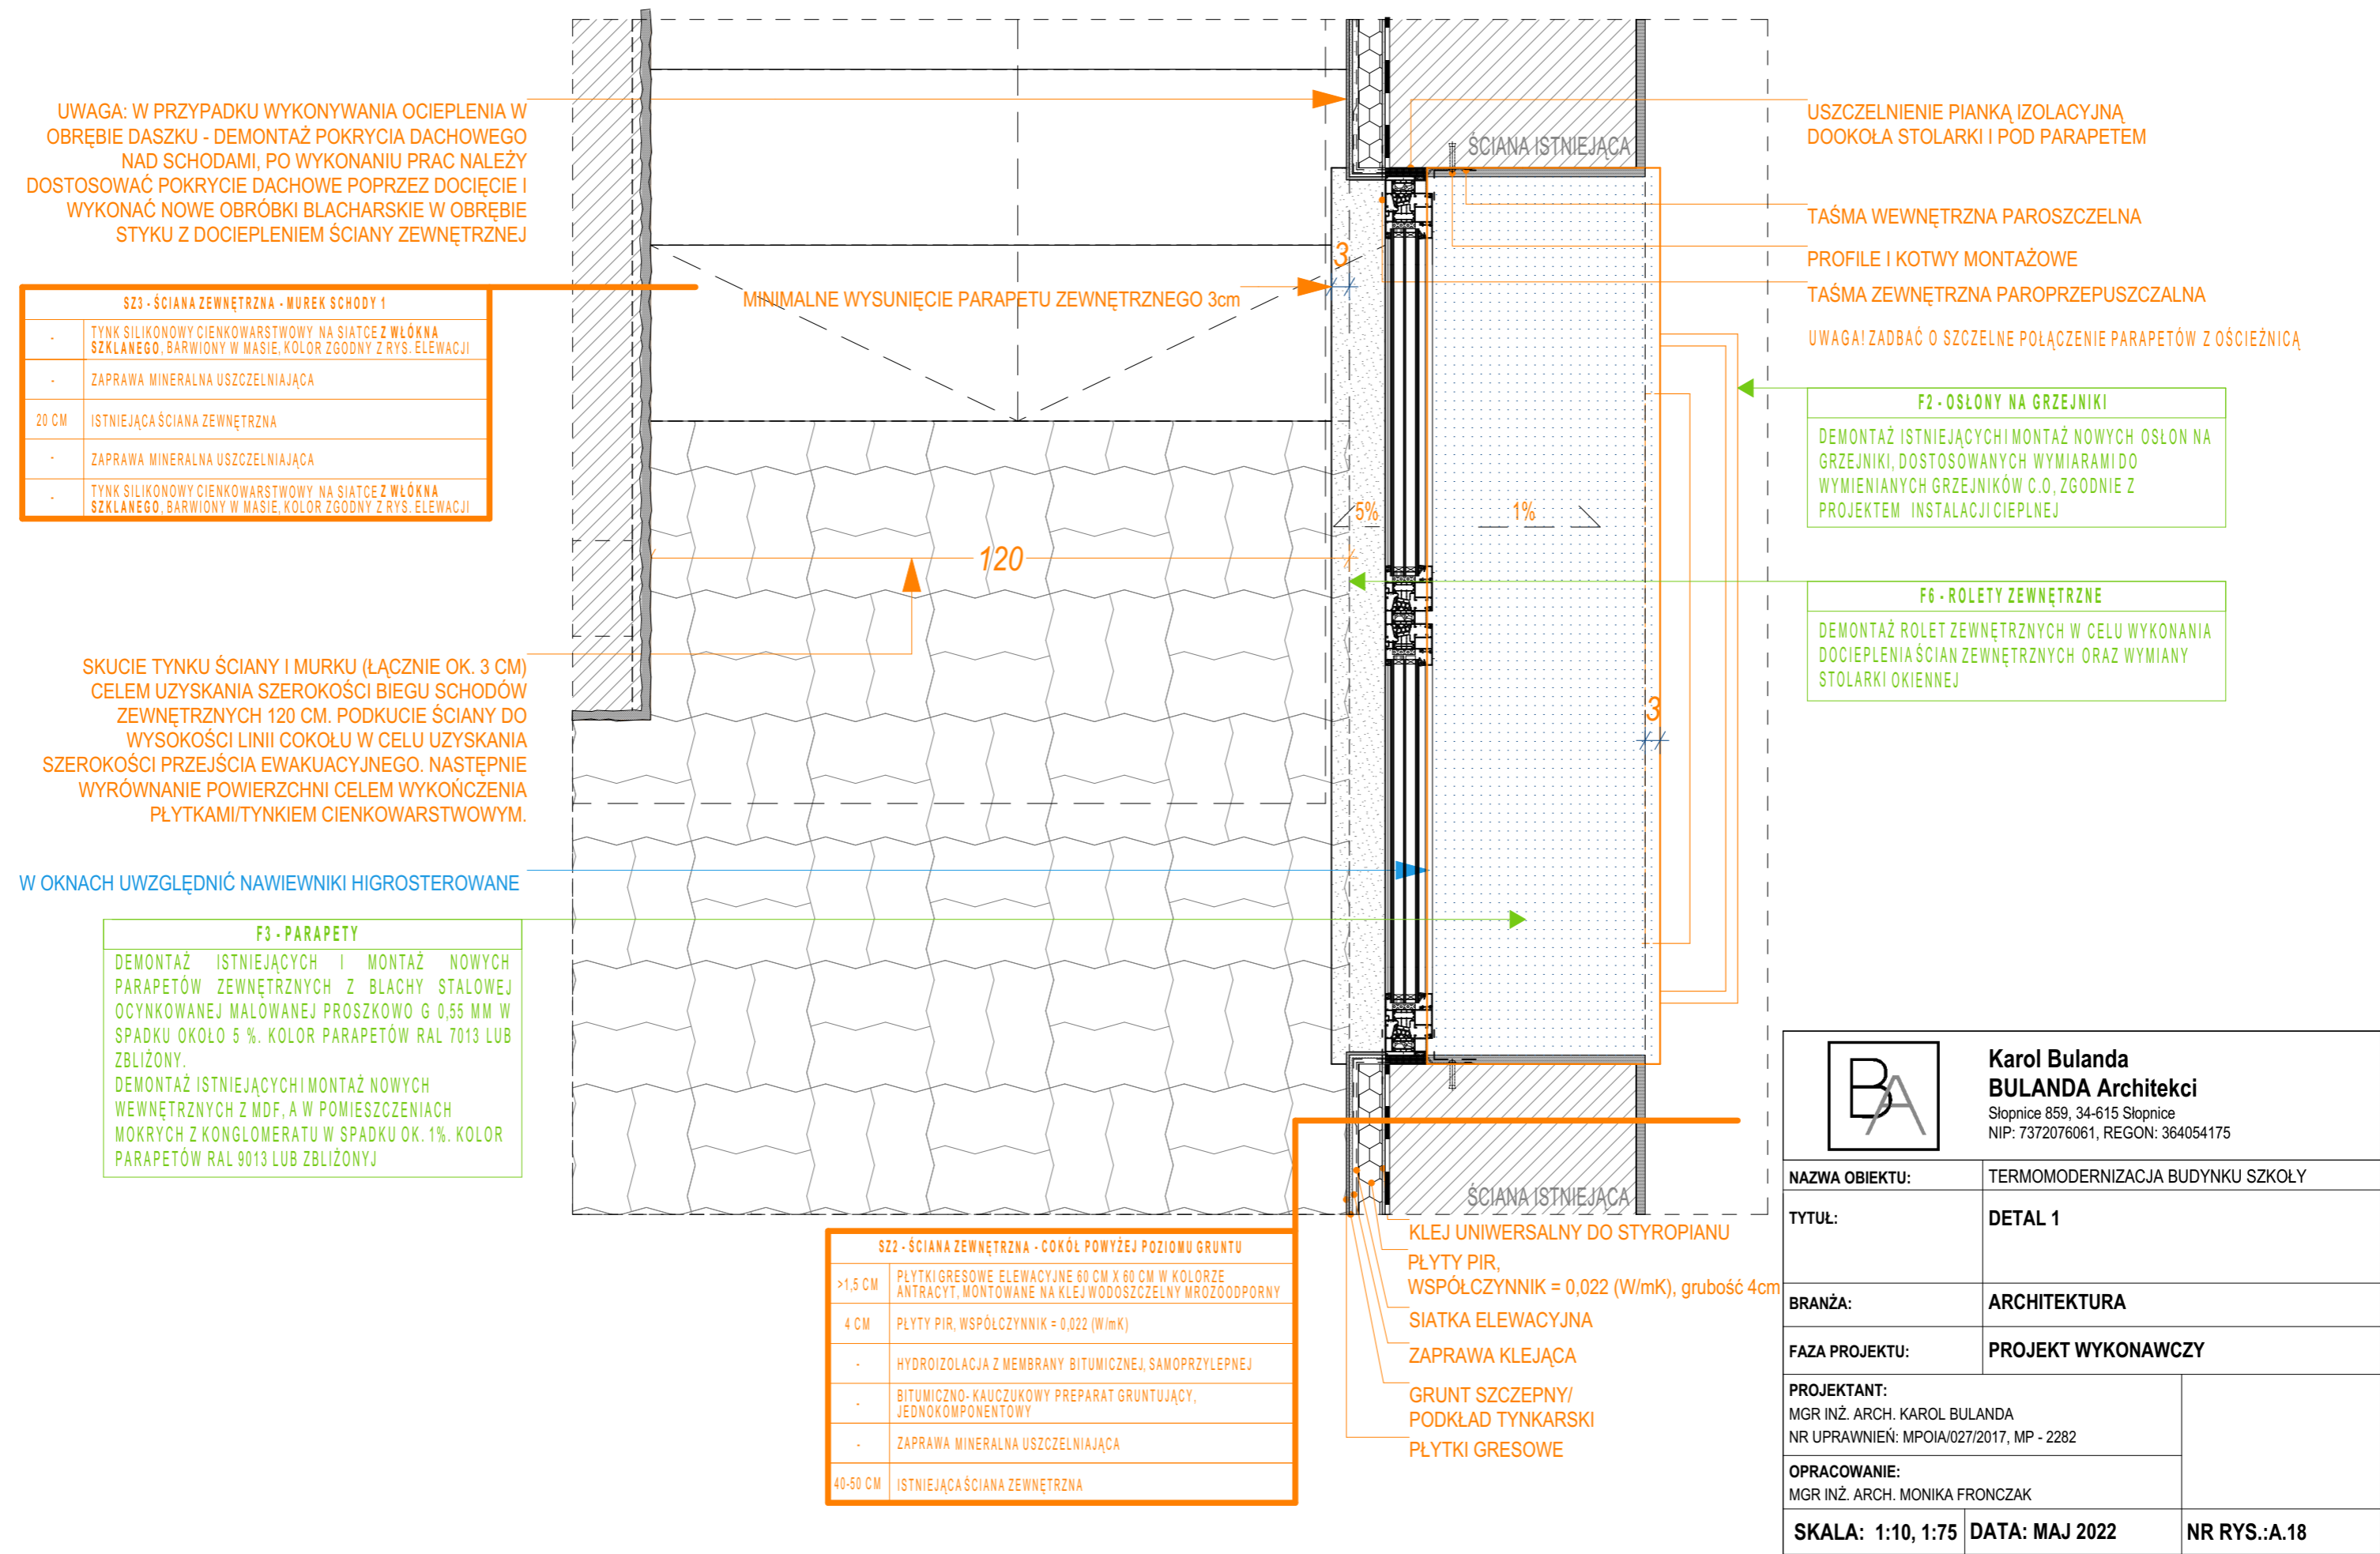 UWAGA: W PRZYPADKU WYKONYWANIA OCIEPLENIA W
OBRĘBIE DASZKU - DEMONTAŻ POKRYCIA DACHOWEGO
NAD SCHODAMI, PO WYKONANIU PRAC NALEŻY
DOSTOSOWAĆ POKRYCIE DACHOWE POPRZEZ DOCIĘCIE I
WYKONAĆ NOWE OBRÓBKI BLACHARSKIE W OBRĘBIE
STYKU Z DOCIEPLENIEM ŚCIANY ZEWNĘTRZNEJ
SZ3 - ŚCIANA ZEWNĘTRZNA - MUREK SCHODY 1
- TYNK SILIKONOWY CIENKOWARSTWOWY NA SIATCE Z WŁÓKNA
SZKLANEGO, BARWIONY W MASIE, KOLOR ZGODNY Z RYS. ELEWACJI
- ZAPRAWA MINERALNA USZCZELNIAJĄCA
20 CM ISTNIEJĄCA ŚCIANA ZEWNĘTRZNA
- ZAPRAWA MINERALNA USZCZELNIAJĄCA
- TYNK SILIKONOWY CIENKOWARSTWOWY NA SIATCE Z WŁÓKNA
SZKLANEGO, BARWIONY W MASIE, KOLOR ZGODNY Z RYS. ELEWACJI
SKUCIE TYNKU ŚCIANY I MURKU (ŁĄCZNIE OK. 3 CM)
CELEM UZYSKANIA SZEROKOŚCI BIEGU SCHODÓW
ZEWNĘTRZNYCH 120 CM. PODKUCIE ŚCIANY DO
WYSOKOŚCI LINII COKOŁU W CELU UZYSKANIA
SZEROKOŚCI PRZEJŚCIA EWAKUACYJNEGO. NASTĘPNIE
WYRÓWNANIE POWIERZCHNI CELEM WYKOŃCZENIA
PŁYTKAMI/TYNKIEM CIENKOWARSTWOWYM.
W OKNACH UWZGLĘDNIĆ NAWIEWNIKI HIGROSTEROWANE
F3 - PARAPETY
DEMONTAŻ ISTNIEJĄCYCH I MONTAŻ NOWYCH
PARAPETÓW ZEWNĘTRZNYCH Z BLACHY STALOWEJ
OCYNKOWANEJ MALOWANEJ PROSZKOWO G 0,55 MM W
SPADKU OKOŁO 5 %. KOLOR PARAPETÓW RAL 7013 LUB
ZBLIŻONY.
DEMONTAŻ ISTNIEJĄCYCH I MONTAŻ NOWYCH
WEWNĘTRZNYCH Z MDF, A W POMIESZCZENIACH
MOKRYCH Z KONGLOMERATU W SPADKU OK. 1%. KOLOR
PARAPETÓW RAL 9013 LUB ZBLIŻONYJ
ŚCIANA ISTNIEJĄCA
3
MINIMALNE WYSUNIĘCIE PARAPETU ZEWNĘTRZNEGO 3cm
5%
1%
120
3
ŚCIANA ISTNIEJĄCA
SZ2 - ŚCIANA ZEWNĘTRZNA - COKÓŁ POWYŻEJ POZIOMU GRUNTU
>1,5 CM PŁYTKI GRESOWE ELEWACYJNE 60 CM X 60 CM W KOLORZE
ANTRACYT, MONTOWANE NA KLEJ WODOSZCZELNY MROZOODPORNY
4 CM PŁYTY PIR, WSPÓŁCZYNNIK = 0,022 (W/mK)
- HYDROIZOLACJA Z MEMBRANY BITUMICZNEJ, SAMOPRZYLEPNEJ
- BITUMICZNO- KAUCZUKOWY PREPARAT GRUNTUJĄCY,
JEDNOKOMPONENTOWY
- ZAPRAWA MINERALNA USZCZELNIAJĄCA
40-50 CM ISTNIEJĄCA ŚCIANA ZEWNĘTRZNA
KLEJ UNIWERSALNY DO STYROPIANU
PŁYTY PIR,
WSPÓŁCZYNNIK = 0,022 (W/mK), grubość 4cm
SIATKA ELEWACYJNA
ZAPRAWA KLEJĄCA
GRUNT SZCZEPNY/
PODKŁAD TYNKARSKI
PŁYTKI GRESOWE
USZCZELNIENIE PIANKĄ IZOLACYJNĄ
DOOKOŁA STOLARKI I POD PARAPETEM
TAŚMA WEWNĘTRZNA PAROSZCZELNA
PROFILE I KOTWY MONTAŻOWE
TAŚMA ZEWNĘTRZNA PAROPRZEPUSZCZALNA
UWAGA! ZADBAĆ O SZCZELNE POŁĄCZENIE PARAPETÓW Z OŚCIEŻNICĄ
F2 - OSŁONY NA GRZEJNIKI
DEMONTAŻ ISTNIEJĄCYCH I MONTAŻ NOWYCH OSŁON NA
GRZEJNIKI, DOSTOSOWANYCH WYMIARAMI DO
WYMIENIANYCH GRZEJNIKÓW C.O, ZGODNIE Z
PROJEKTEM INSTALACJI CIEPLNEJ
F6 - ROLETY ZEWNĘTRZNE
DEMONTAŻ ROLET ZEWNĘTRZNYCH W CELU WYKONANIA
DOCIEPLENIA ŚCIAN ZEWNĘTRZNYCH ORAZ WYMIANY
STOLARKI OKIENNEJ
BA
Karol Bulanda
BULANDA Architekci
Słopnice 859, 34-615 Słopnice
NIP: 7372076061, REGON: 364054175
NAZWA OBIEKTU: TERMOMODERNIZACJA BUDYNKU SZKOŁY
TYTUŁ: DETAL 1
BRANŻA: ARCHITEKTURA
FAZA PROJEKTU: PROJEKT WYKONAWCZY
PROJEKTANT:
MGR INŻ. ARCH. KAROL BULANDA
NR UPRAWNIEŃ: MPOIA/027/2017, MP - 2282
OPRACOWANIE:
MGR INŻ. ARCH. MONIKA FRONCZAK
SKALA: 1:10, 1:75 DATA: MAJ 2022 NR RYS.:A.18